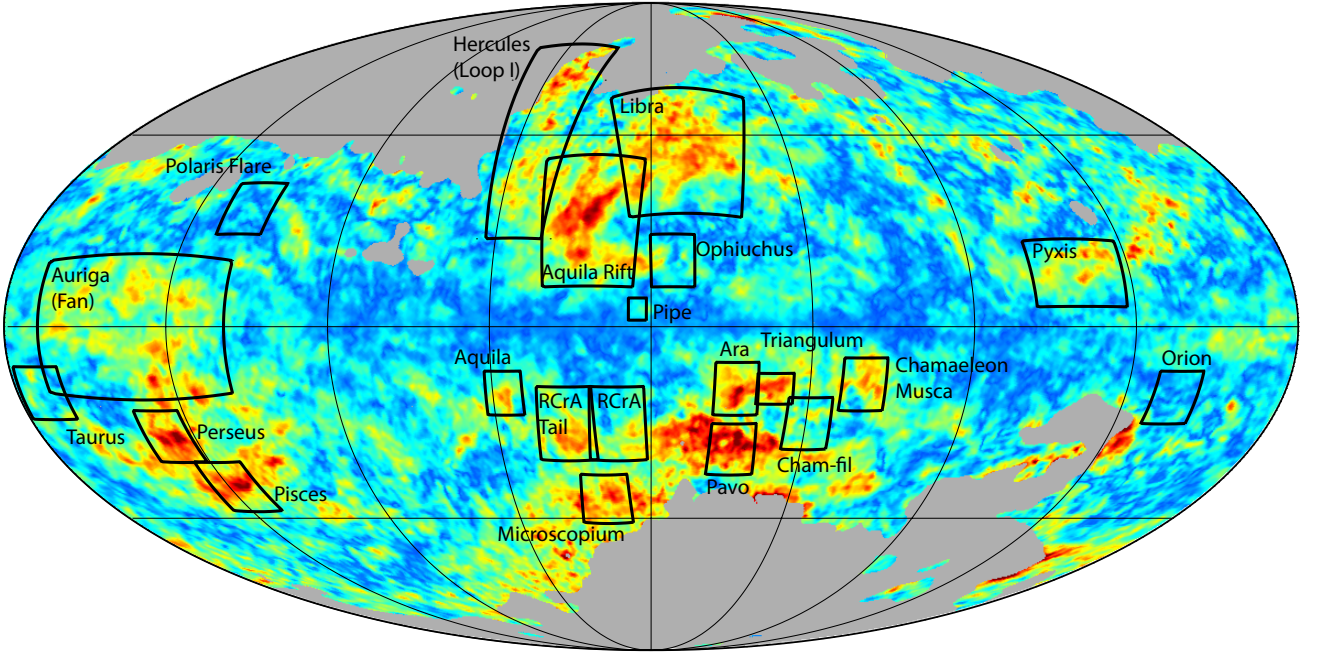 Hercules
(Loop I)
Libra
Polaris Flare
Ophiuchus
Pyxis
Auriga
(Fan)
Aquila Rift
Pipe
Triangulum
Ara
Aquila
Chamaeleon
Musca
Orion
RCrA
Tail
RCrA
Taurus
Perseus
Cham-fil
Pavo
Pisces
Microscopium